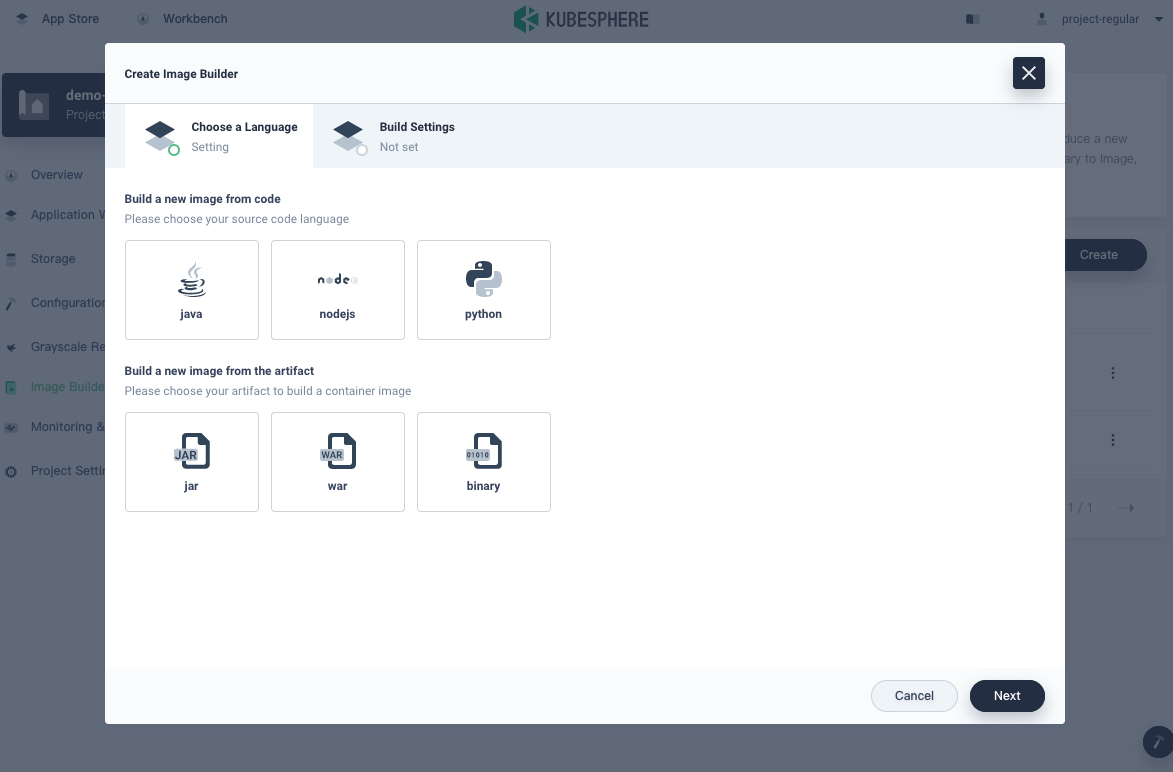 App Store
Workbench
KUBESPHERE
project-regular
Create Image Builder
demo-
Project
Choose a Language
Setting
Build Settings
Not set
duce a new
ary to Image,
Overview
Application W
Storage
Configuration
Grayscale Re
Image Builde
Monitoring &
Project Settin
Build a new image from code
Please choose your source code language
node
java
nodejs
python
Create
Build a new image from the artifact
Please choose your artifact to build a container image
JAR
WAR
01010
jar
war
binary
1 / 1
Cancel
Next